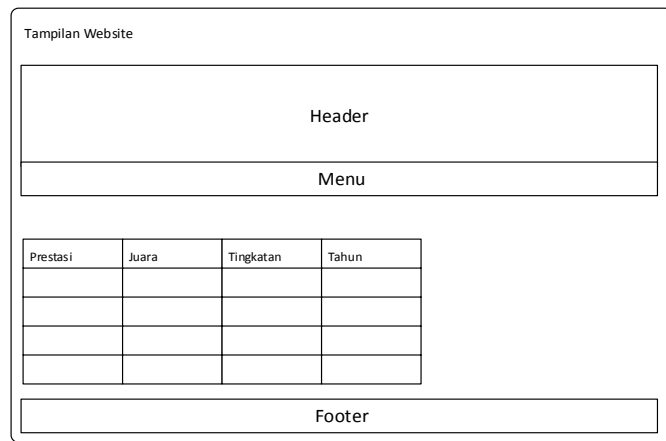 Tampilan Website
Header
Menu
Prestasi Juara Tingkatan Tahun
Footer